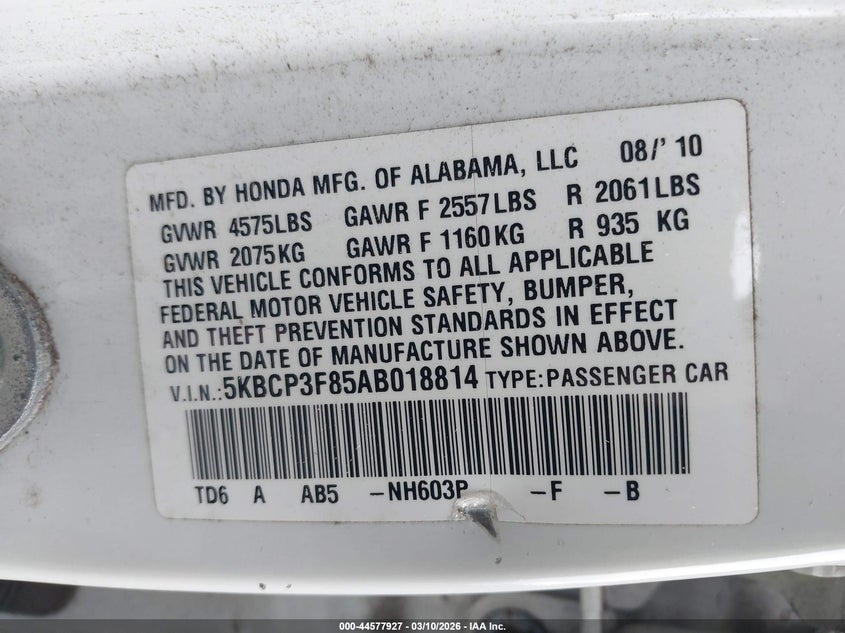 MFD. BY HONDA MFG. OF ALABAMA, LLC 08/' 10
GVWR 4575LBS GAWR F 2557LBS R 2061LBS
GVWR 2075KG GAWR F 1160KG R 935 KG
THIS VEHICLE CONFORMS TO ALL APPLICABLE
FEDERAL MOTOR VEHICLE SAFETY, BUMPER,
AND THEFT PREVENTION STANDARDS IN EFFECT
ON THE DATE OF MANUFACTURE SHOWN ABOVE.
V.I.N.:5KBCP3F85AB018814 TYPE:PASSENGER CAR
TD6 A AB5 -NH603P -F -B
000-44577927 - 03/10/2026 - IAA Inc.